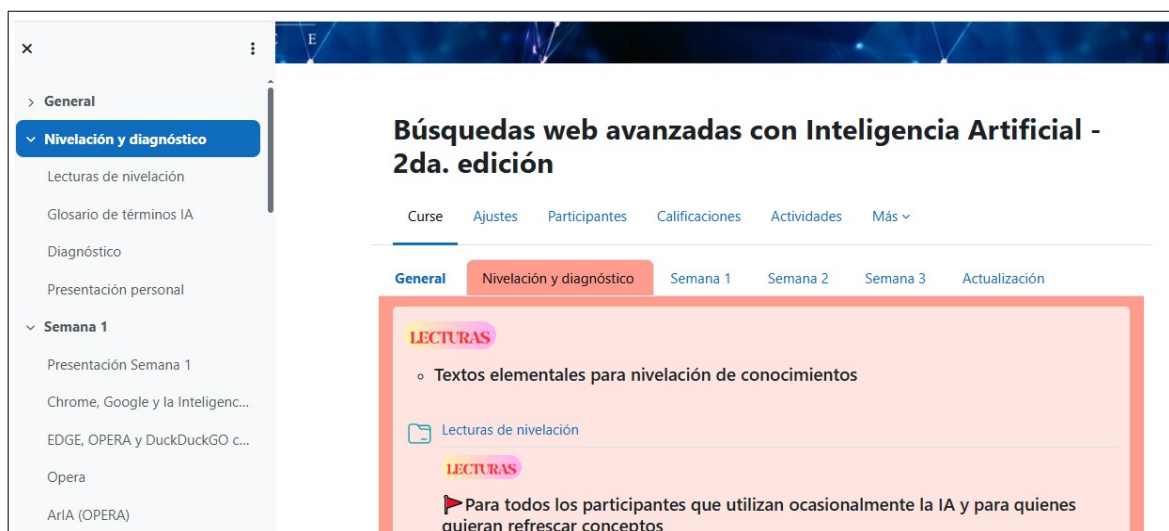 E
General
Nivelación y diagnóstico
Lecturas de nivelación
Glosario de términos IA
Diagnóstico
Presentación personal
Semana 1
Presentación Semana 1
Chrome, Google y la Inteligenc...
EDGE, OPERA y DuckDuckGO c...
Opera
ArIA (OPERA)
Búsquedas web avanzadas con Inteligencia Artificial -
2da. edición
Curse Ajustes Participantes Calificaciones Actividades Más
General Nivelación y diagnóstico Semana 1 Semana 2 Semana 3 Actualización
LECTURAS
Textos elementales para nivelación de conocimientos
Lecturas de nivelación
LECTURAS
Para todos los participantes que utilizan ocasionalmente la IA y para quienes
quieran refrescar conceptos